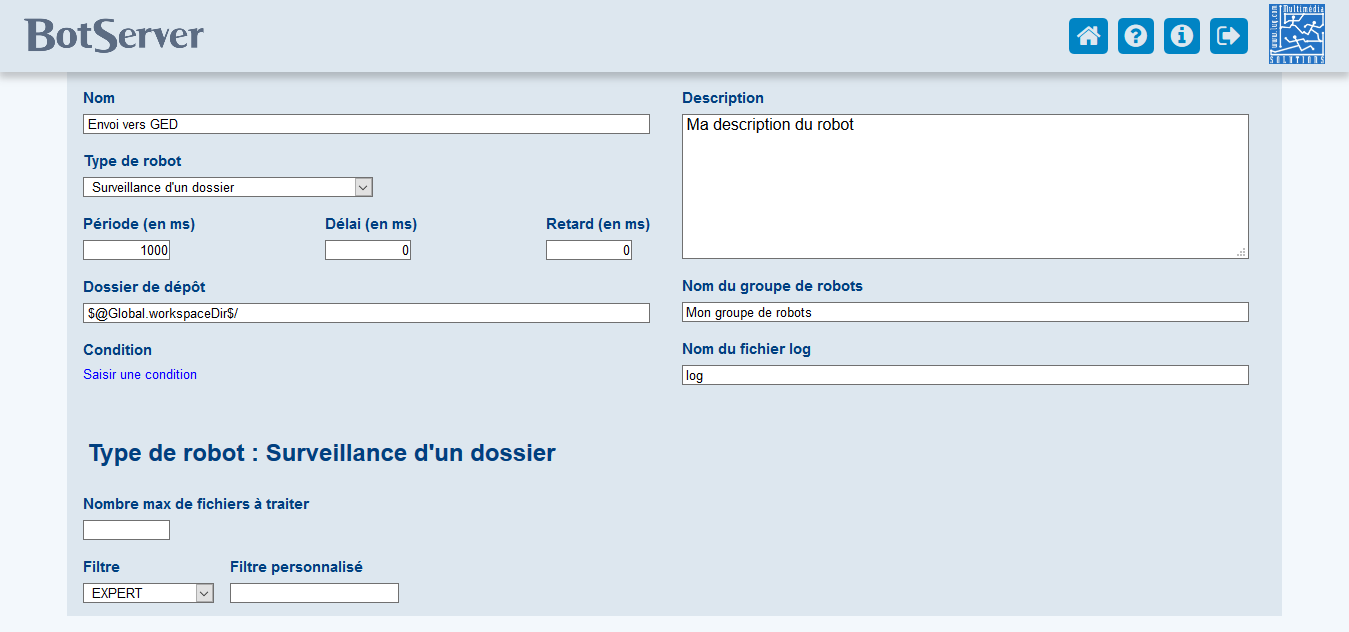 BotServer
Multimédia
www.hw.com
SOLUTIONS
Nom
Envoi vers GED
Type de robot
Surveillance d'un dossier
Période (en ms)
Délai (en ms)
Retard (en ms)
1000
0
0
Dossier de dépôt
$@Global.workspaceDir$/
Condition
Saisir une condition
Description
Ma description du robot
Nom du groupe de robots
Mon groupe de robots
Nom du fichier log
log
Type de robot : Surveillance d'un dossier
Nombre max de fichiers à traiter
Filtre
Filtre personnalisé
EXPERT